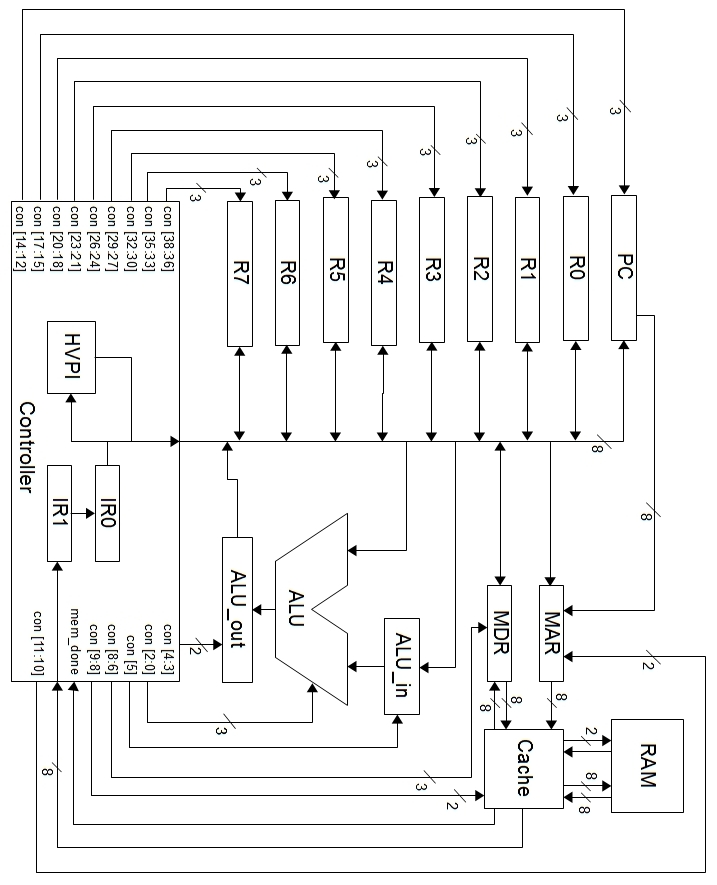 RAM
2
8
PC
3
8
2
8
8
R0
3
8
MAR
R1
Cache
3
8
MDR
8
R2
3
2
R3
3
3
ALU_in
R4
3
R5
3
ALU
R6
3
R7
ALU_out
3
3
2
con [38:36]
con [35:33]
con [32:30]
con [29:27]
con [26:24]
con [23:21]
con [20:18]
con [17:15]
con [14:12]
HVPI
IR0
IR1
Controller
con [4:3]
con [2:0]
con [5]
con [8:6]
con [9:8]
mem_done
con [11:10]
8